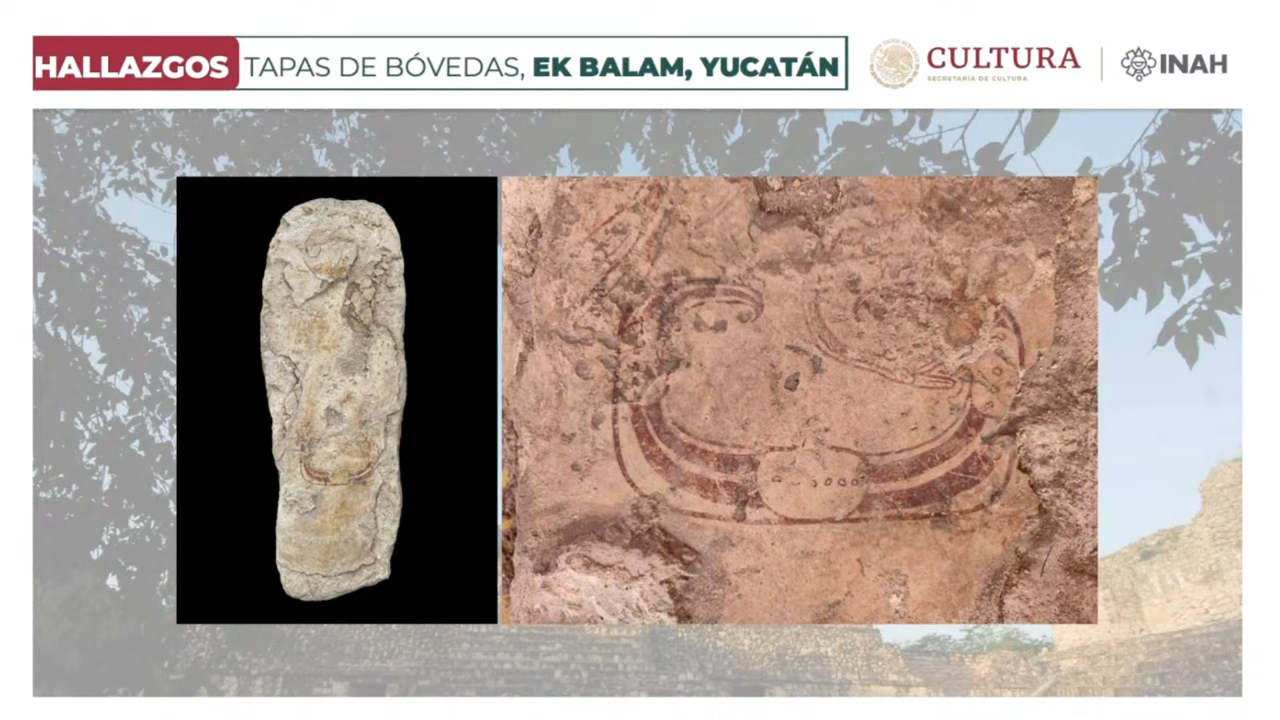 HALLAZGOS TAPAS DE BÓVEDAS, EK BALAM, YUCATÁN
CULTURA
SECRETARÍA DE CULTURA
INAH